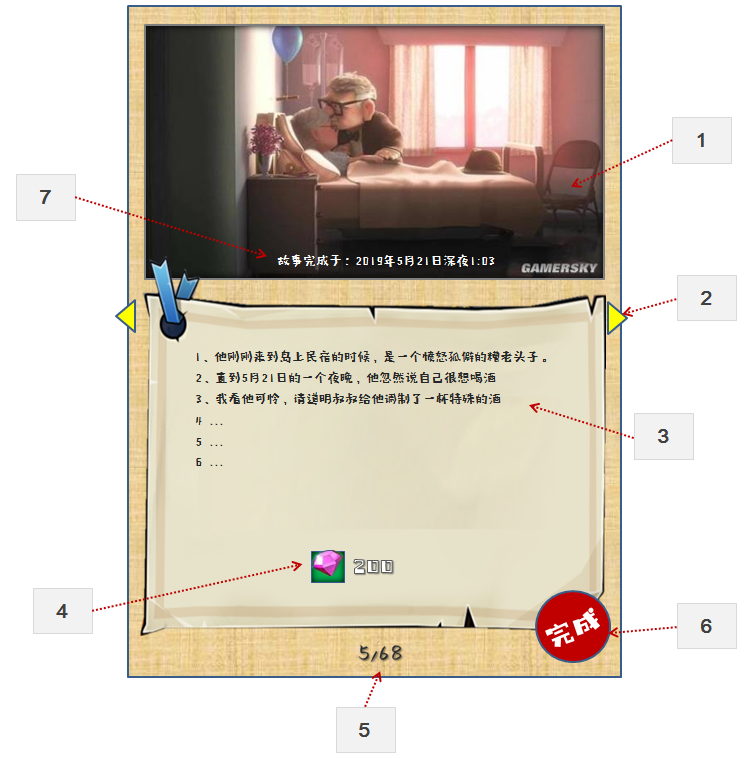 1
7
故事完成于：2019年5月21日深夜1:03
GAMERSKY
2
1、他刚刚来到岛上民宿的时候，是一个愤怒孤僻的糟老头子。
2、直到5月21日的一个夜晚，他忽然说自己很想喝酒
3、我看他可怜，请道明叔叔给他调制了一杯特殊的酒
4 ...
5 ...
6 ...
3
200
4
完成
6
5/68
5